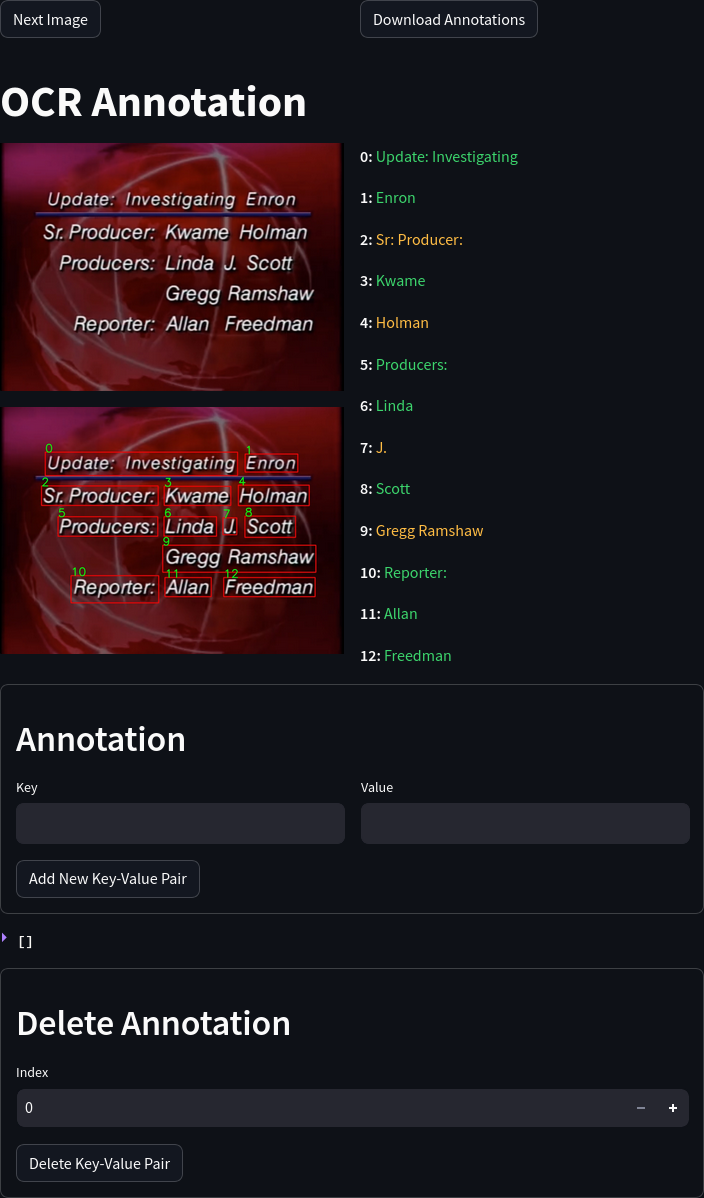 Next Image
Download Annotations
OCR Annotation
Update: Investigating Enron
Sr. Producer: Kwame Holman
Producers: Linda J. Scott
Gregg Ramshaw
Reporter: Allan Freedman
0 1
Update: Investigating Enron
2 3 4
Sr. Producer: Kwame Holman
5 6 7 8
Producers: Linda J. Scott
9
Gregg Ramshaw
10 11 12
Reporter: Allan Freedman
0: Update: Investigating
1: Enron
2: Sr: Producer:
3: Kwame
4: Holman
5: Producers:
6: Linda
7: J.
8: Scott
9: Gregg Ramshaw
10: Reporter:
11: Allan
12: Freedman
Annotation
Key
Value
Add New Key-Value Pair
[]
Delete Annotation
Index
0
Delete Key-Value Pair